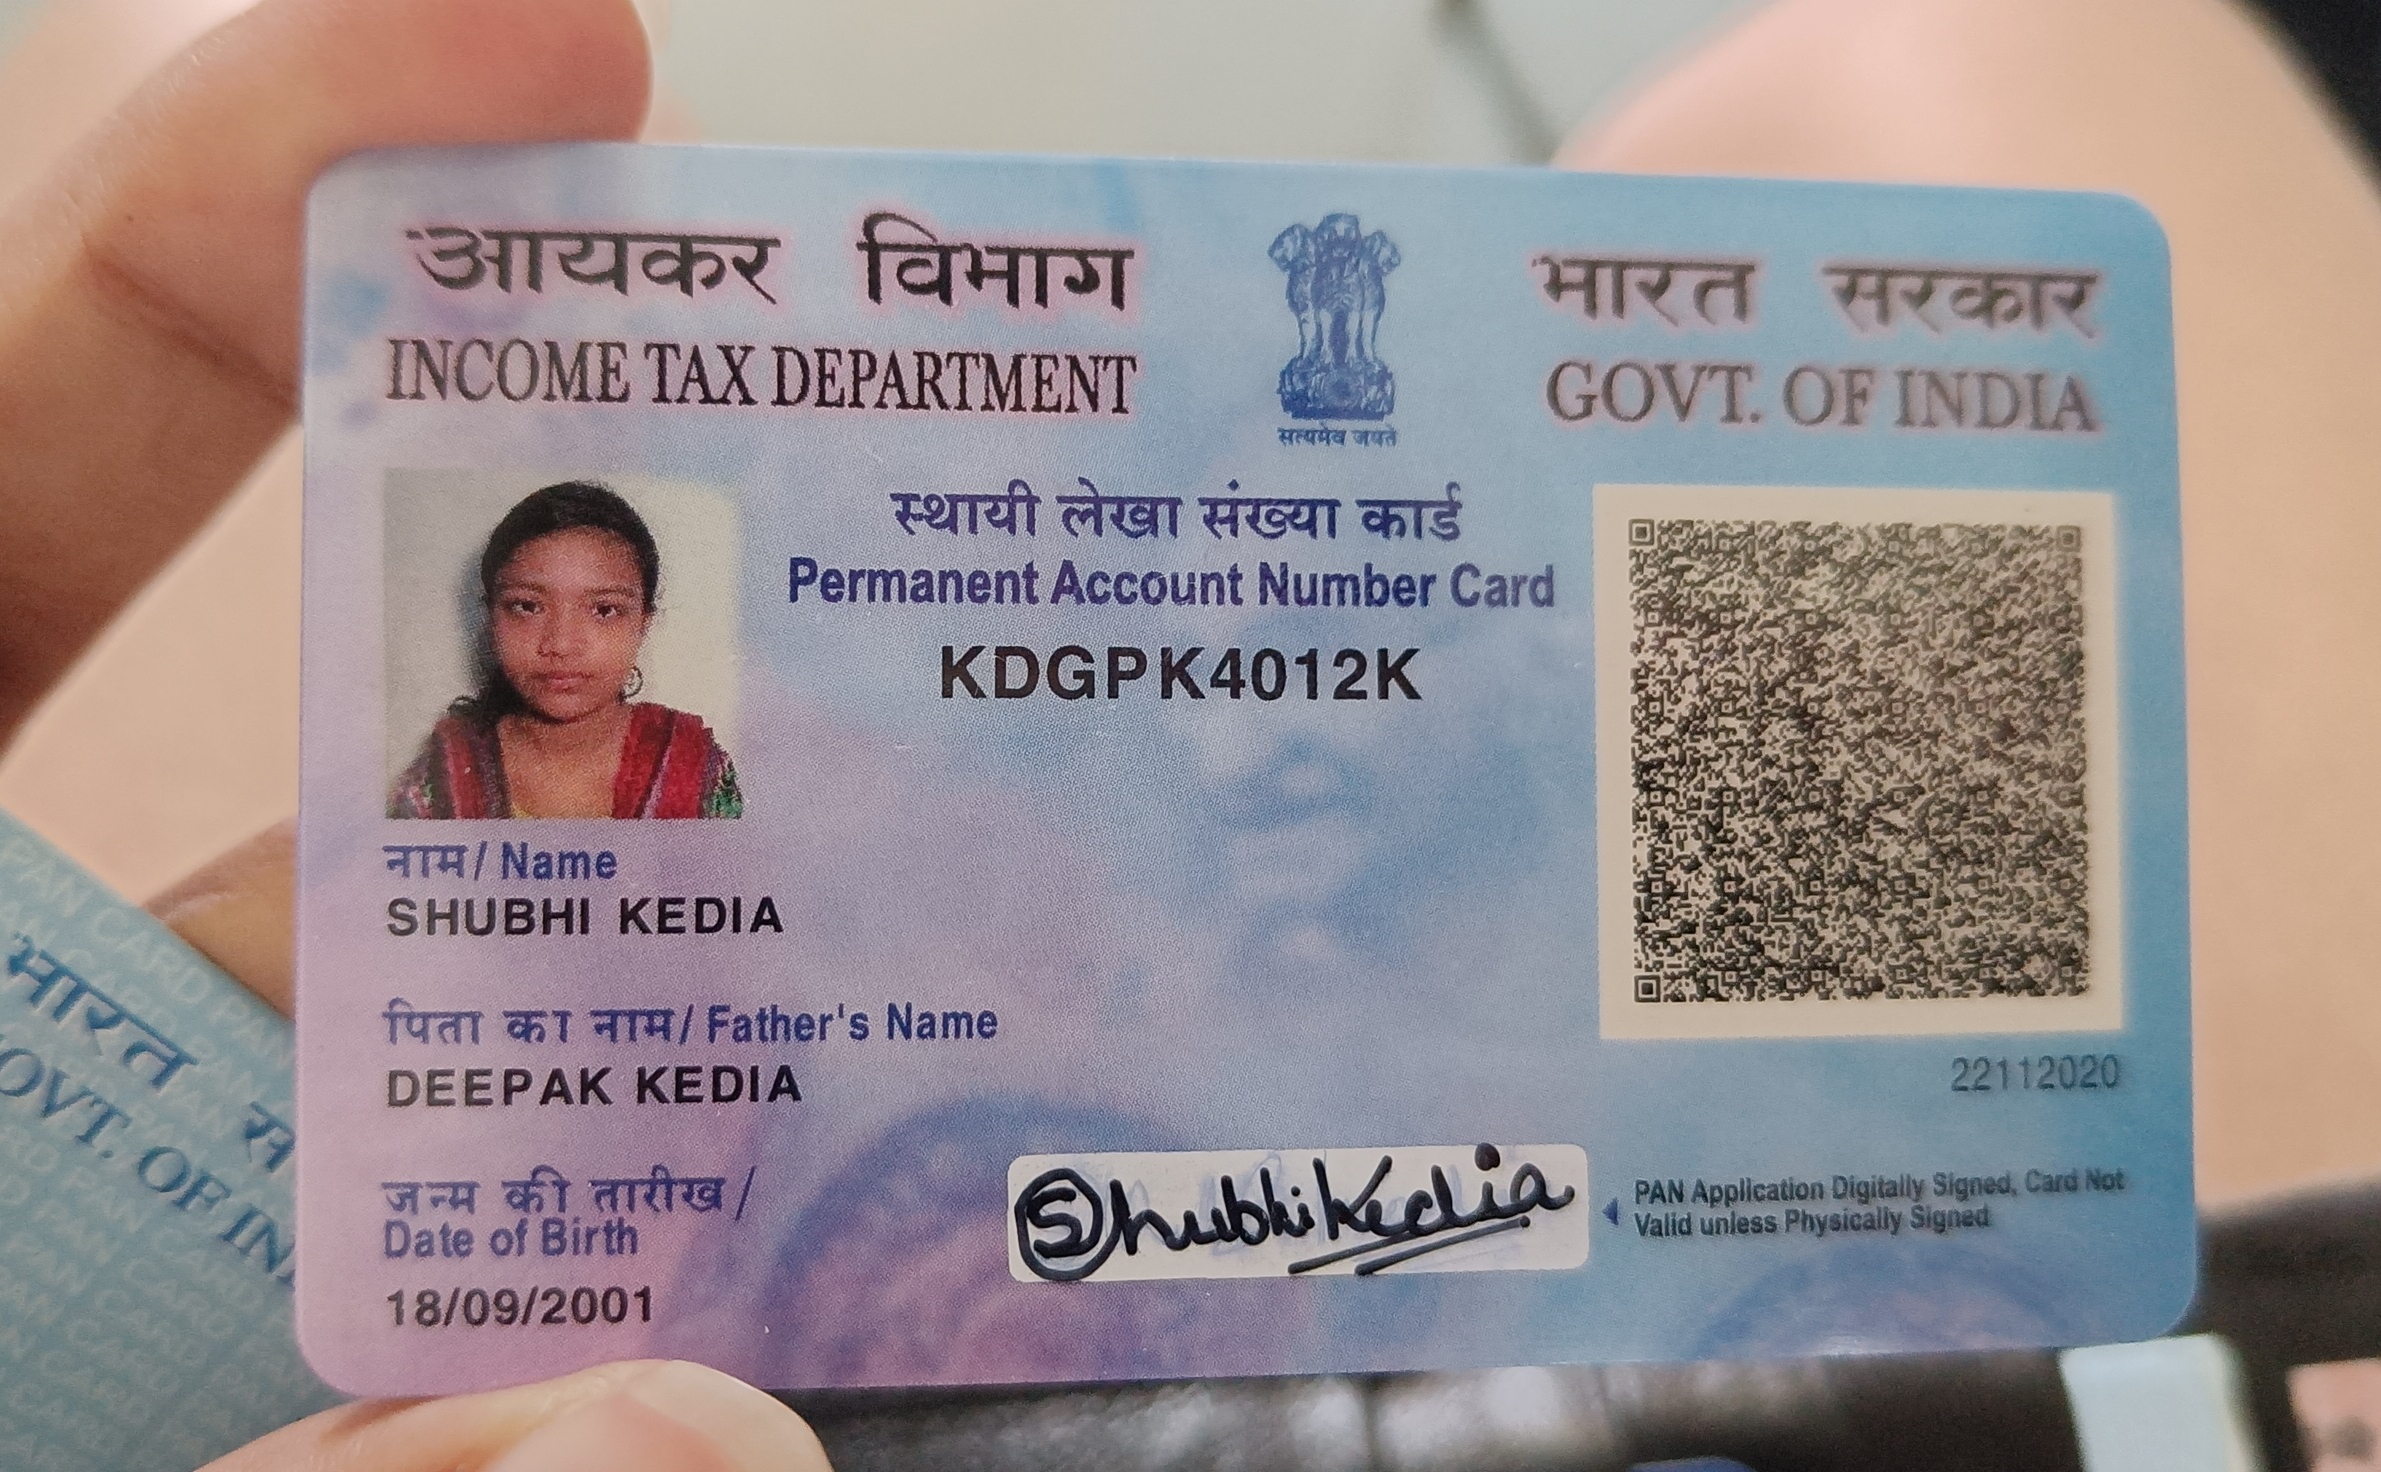 आयकर विभाग
INCOME TAX DEPARTMENT
सत्यमेव जयते
भारत सरकार
GOVT. OF INDIA
स्थायी लेखा संख्या कार्ड
Permanent Account Number Card
KDGPK4012K
नाम/ Name
SHUBHI KEDIA
पिता का नाम/ Father's Name
DEEPAK KEDIA
जन्म की तारीख /
Date of Birth
18/09/2001
Shubhi Kedia
22112020
PAN Application Digitally Signed, Card Not
Valid unless Physically Signed
भारत स
OVT. OF IN